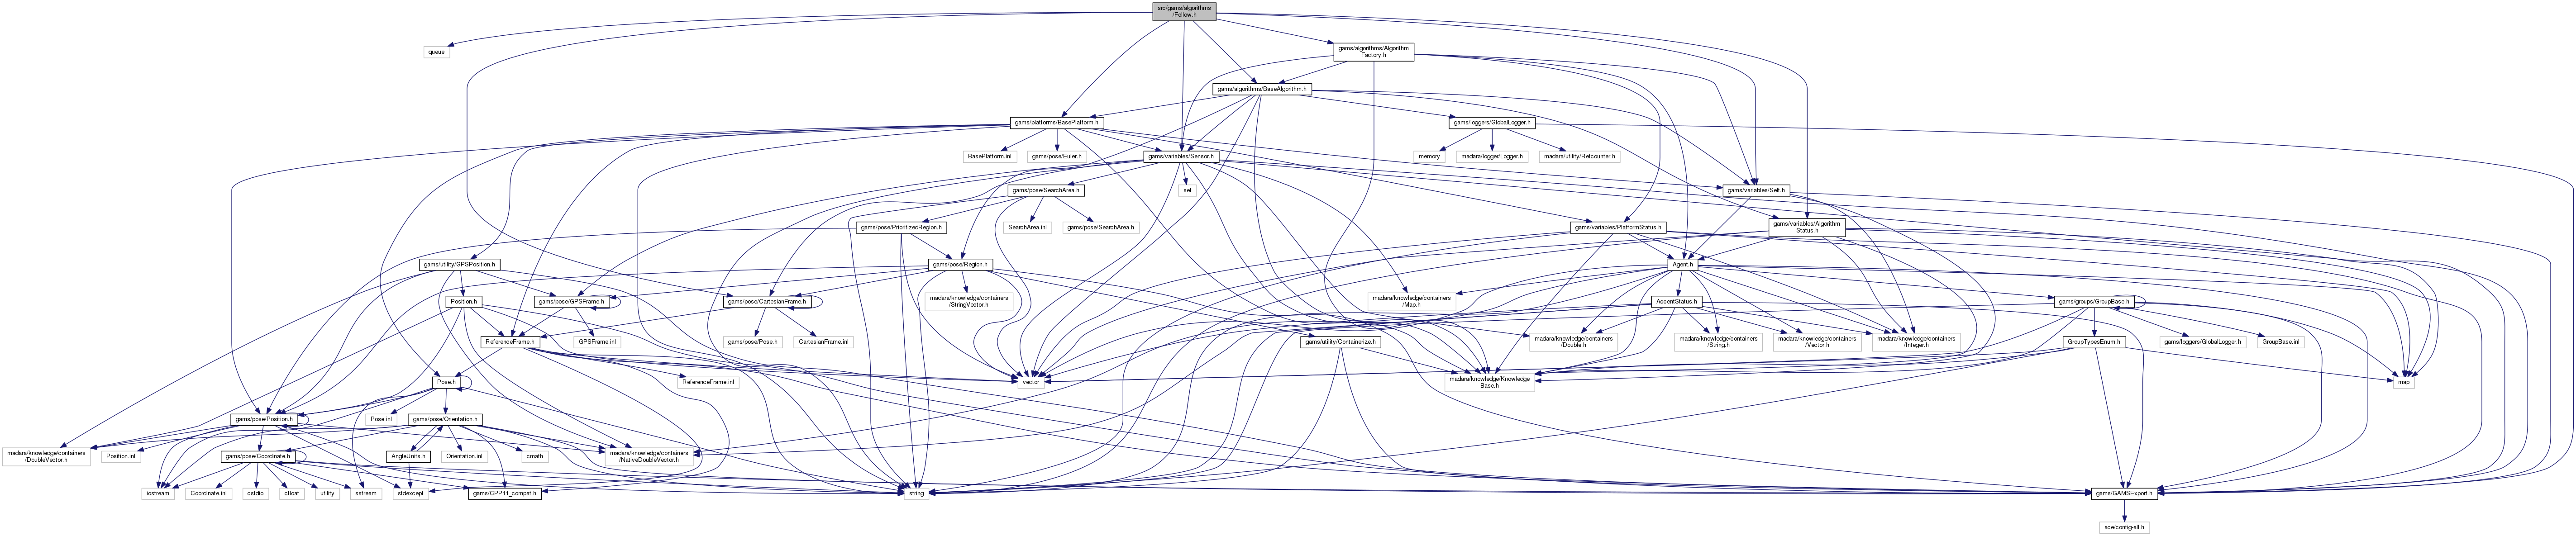 src/gams/algorithms
/Follow.h
queue
gams/algorithms/Algorithm
Factory.h
gams/algorithms/BaseAlgorithm.h
gams/platforms/BasePlatform.h
gams/loggers/GlobalLogger.h
BasePlatform.inl
gams/pose/Euler.h
gams/variables/Sensor.h
memory
madara/logger/Logger.h
madara/utility/Refcounter.h
gams/pose/SearchArea.h
set
gams/variables/Self.h
gams/pose/PrioritizedRegion.h
SearchArea.inl
gams/pose/SearchArea.h
gams/variables/PlatformStatus.h
gams/variables/Algorithm
Status.h
gams/utility/GPSPosition.h
gams/pose/Region.h
Agent.h
Position.h
gams/pose/GPSFrame.h
gams/pose/CartesianFrame.h
madara/knowledge/containers
/StringVector.h
madara/knowledge/containers
/Map.h
AccentStatus.h
gams/groups/GroupBase.h
ReferenceFrame.h
GPSFrame.inl
gams/pose/Pose.h
CartesianFrame.inl
gams/utility/Containerize.h
madara/knowledge/containers
/Double.h
madara/knowledge/containers
/String.h
madara/knowledge/containers
/Vector.h
madara/knowledge/containers
/Integer.h
GroupTypesEnum.h
gams/loggers/GlobalLogger.h
GroupBase.inl
Pose.h
ReferenceFrame.inl
vector
madara/knowledge/Knowledge
Base.h
map
gams/pose/Position.h
Pose.inl
gams/pose/Orientation.h
madara/knowledge/containers
/DoubleVector.h
Position.inl
gams/pose/Coordinate.h
AngleUnits.h
Orientation.inl
cmath
madara/knowledge/containers
/NativeDoubleVector.h
iostream
Coordinate.inl
cstdio
cfloat
utility
sstream
stdexcept
gams/CPP11_compat.h
string
gams/GAMSExport.h
ace/config-all.h